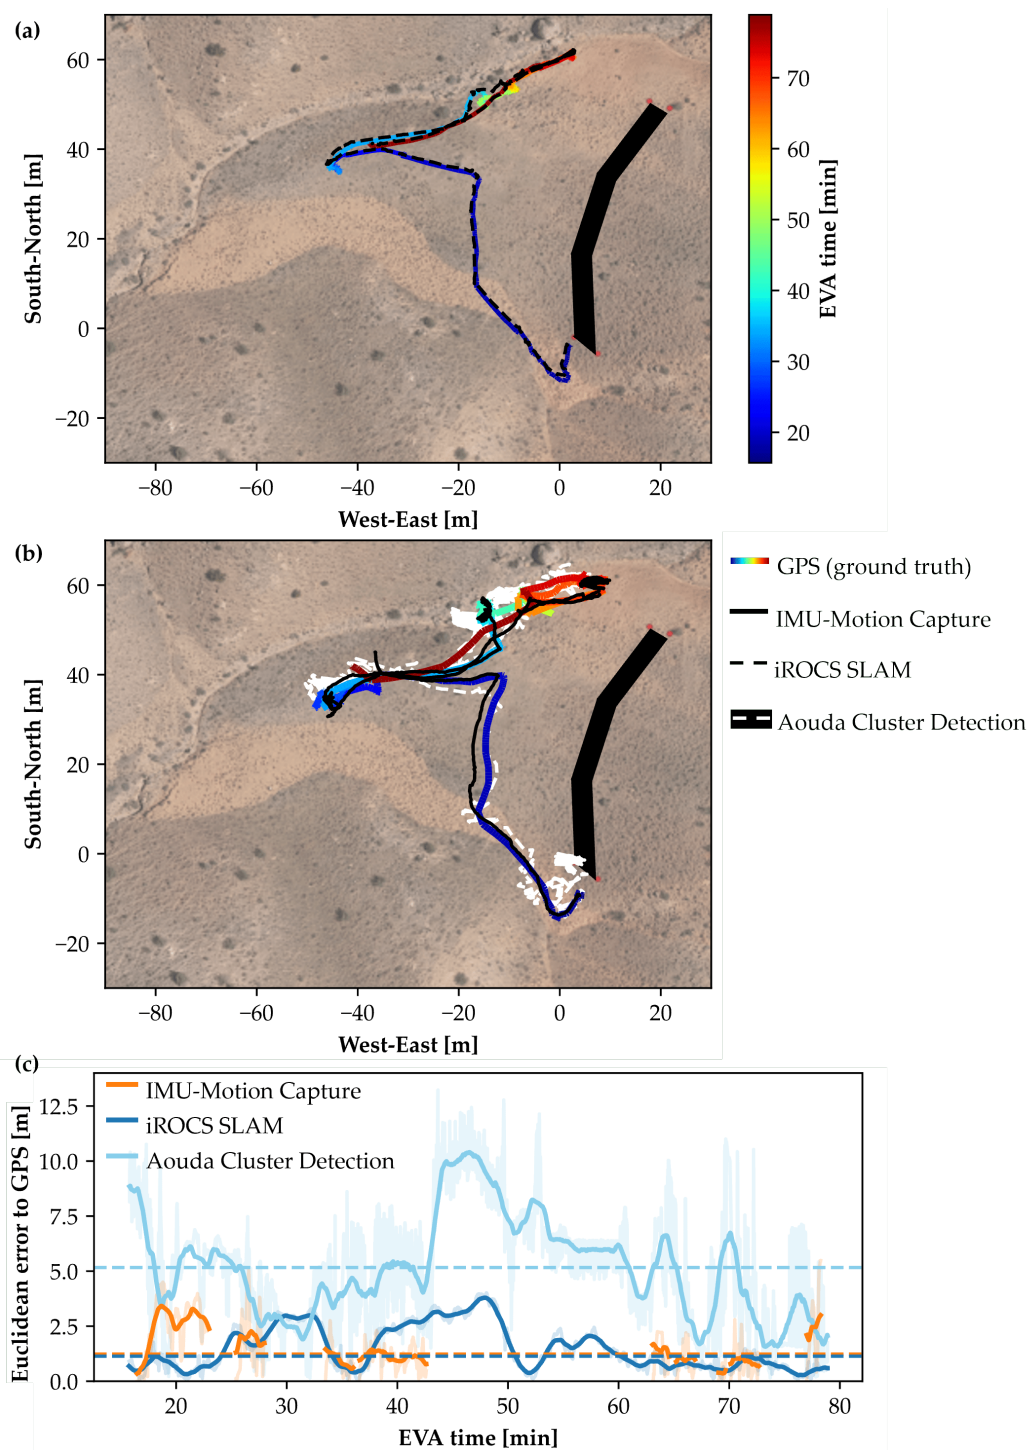 (a)
60
40
20
0
−20
South-North [m]
−80
−60
−40
−20
0
20
West-East [m]
70
60
50
40
30
20
EVA time [min]
(b)
60
40
20
0
−20
South-North [m]
−80
−60
−40
−20
0
20
West-East [m]
GPS (ground truth)
IMU-Motion Capture
iROCS SLAM
Aouda Cluster Detection
(c)
12.5
10.0
7.5
5.0
2.5
0.0
Euclidean error to GPS [m]
IMU-Motion Capture
iROCS SLAM
Aouda Cluster Detection
20
30
40
50
60
70
80
EVA time [min]